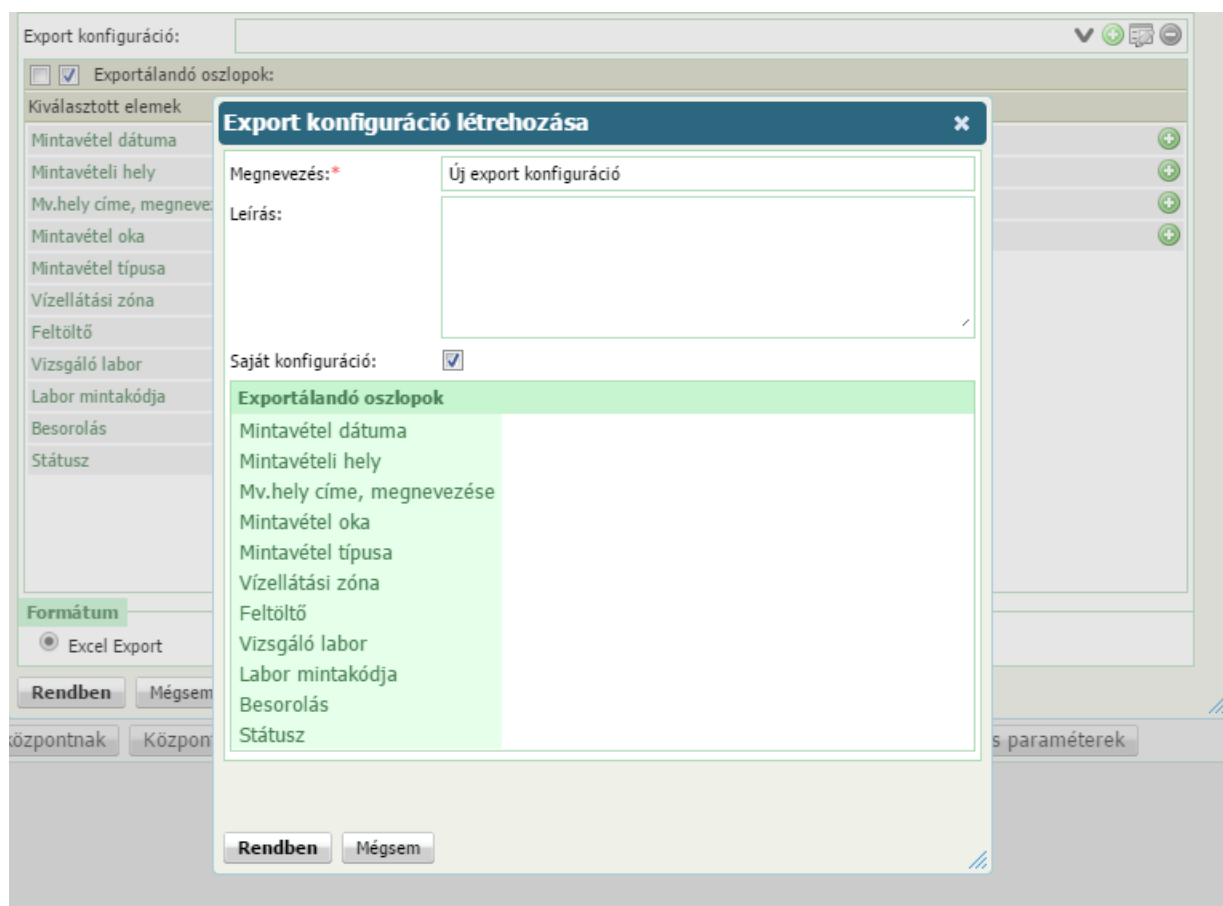 Export konfiguráció:
Exportálandó oszlopok:
Kiválasztott elemek
Mintavétel dátuma
Mintavételi hely
Mv.hely címe, megneve
Mintavétel oka
Mintavétel típusa
Vízellátási zóna
Feltöltő
Vizsgáló labor
Labor mintakódja
Besorolás
Státusz
Formátum
Excel Export
Rendben Mégsem
központnak Közpon s paraméterek
Export konfiguráció létrehozása
Megnevezés:* Új export konfiguráció
Leírás:
Saját konfiguráció:
Exportálandó oszlopok
Mintavétel dátuma
Mintavételi hely
Mv.hely címe, megnevezése
Mintavétel oka
Mintavétel típusa
Vízellátási zóna
Feltöltő
Vizsgáló labor
Labor mintakódja
Besorolás
Státusz
Rendben Mégsem